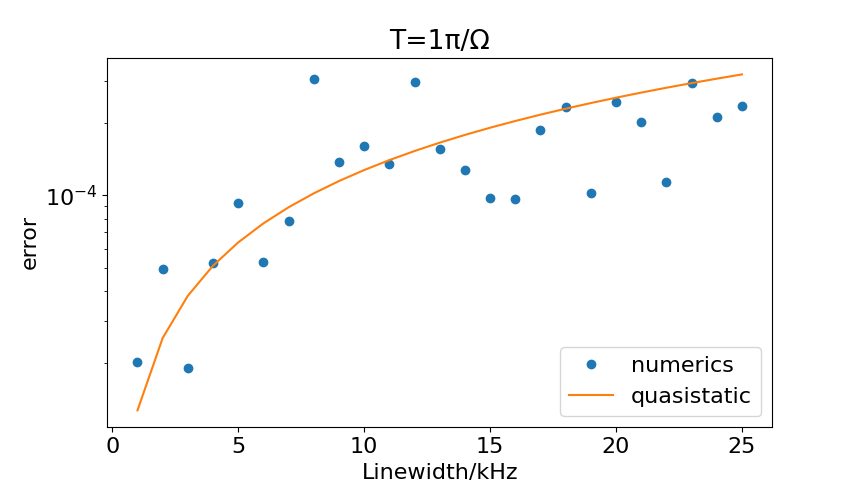 T=1π/Ω
error
10⁻⁴
numerics
quasistatic
0 5 10 15 20 25
Linewidth/kHz